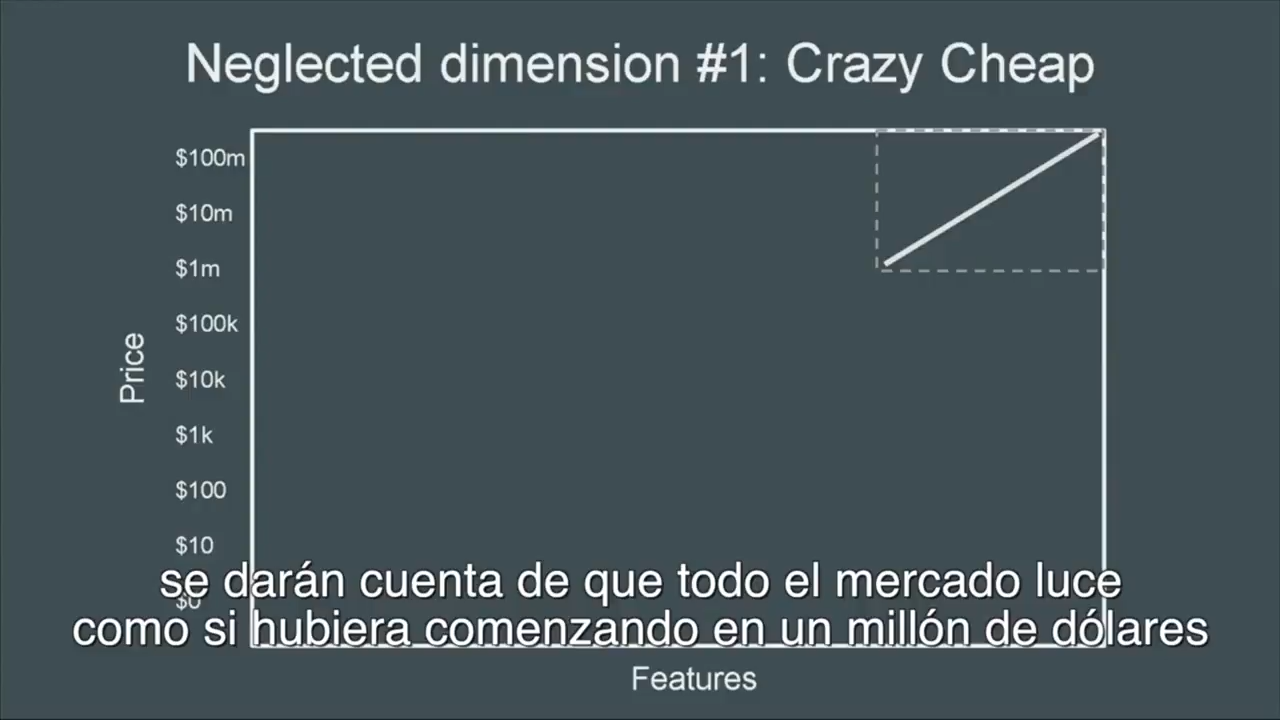 Neglected dimension #1: Crazy Cheap
$100m
$10m
$1m
$100k
$10k
$1k
$100
$10
$0
Price
se darán cuenta de que todo el mercado luce
como si hubiera comenzando en un millón de dólares
Features